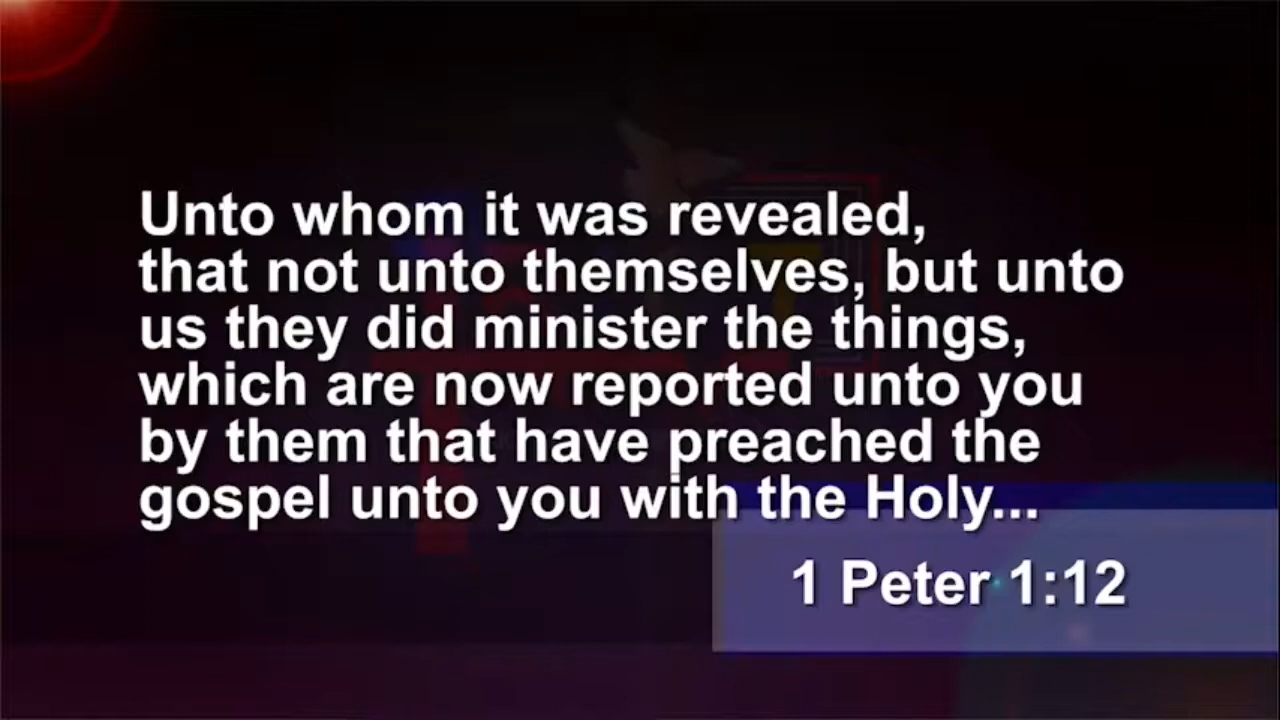 Unto whom it was revealed,
that not unto themselves, but unto
us they did minister the things,
which are now reported unto you
by them that have preached the
gospel unto you with the Holy...
1 Peter 1:12